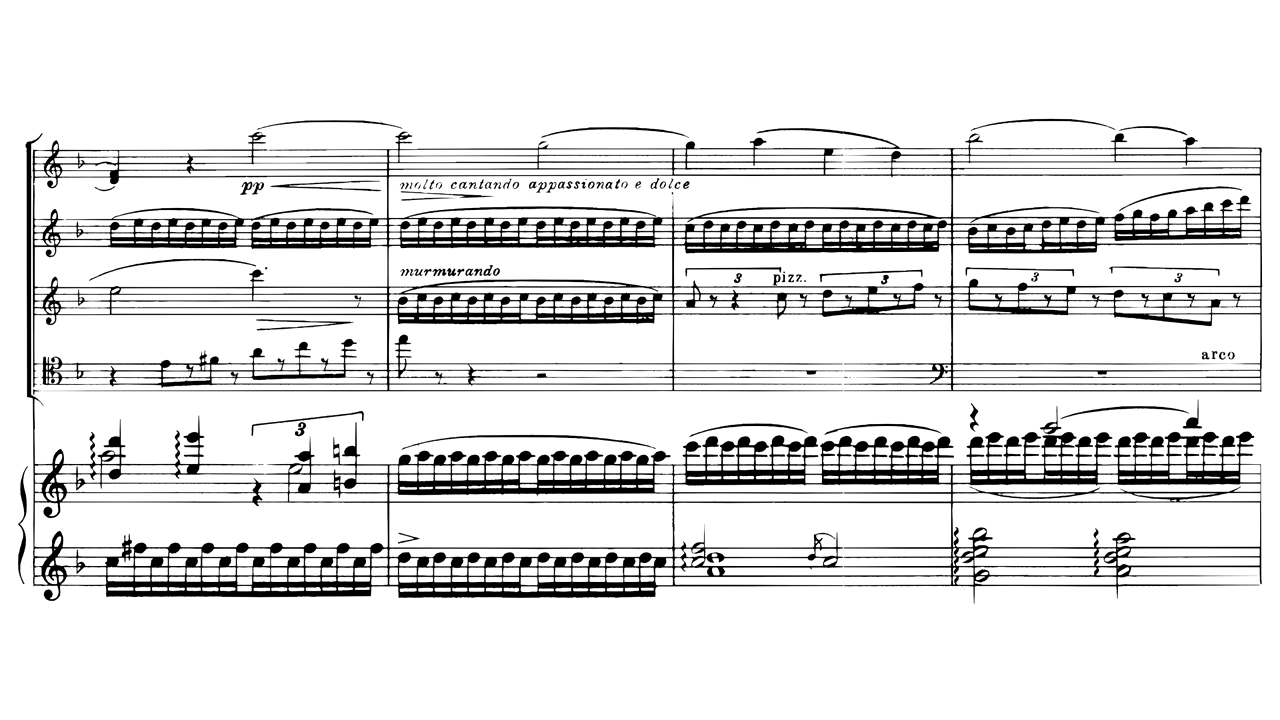 pp
molto cantando appassionato e dolce
murmurando
3
pizz.
3
3
3
arco
3